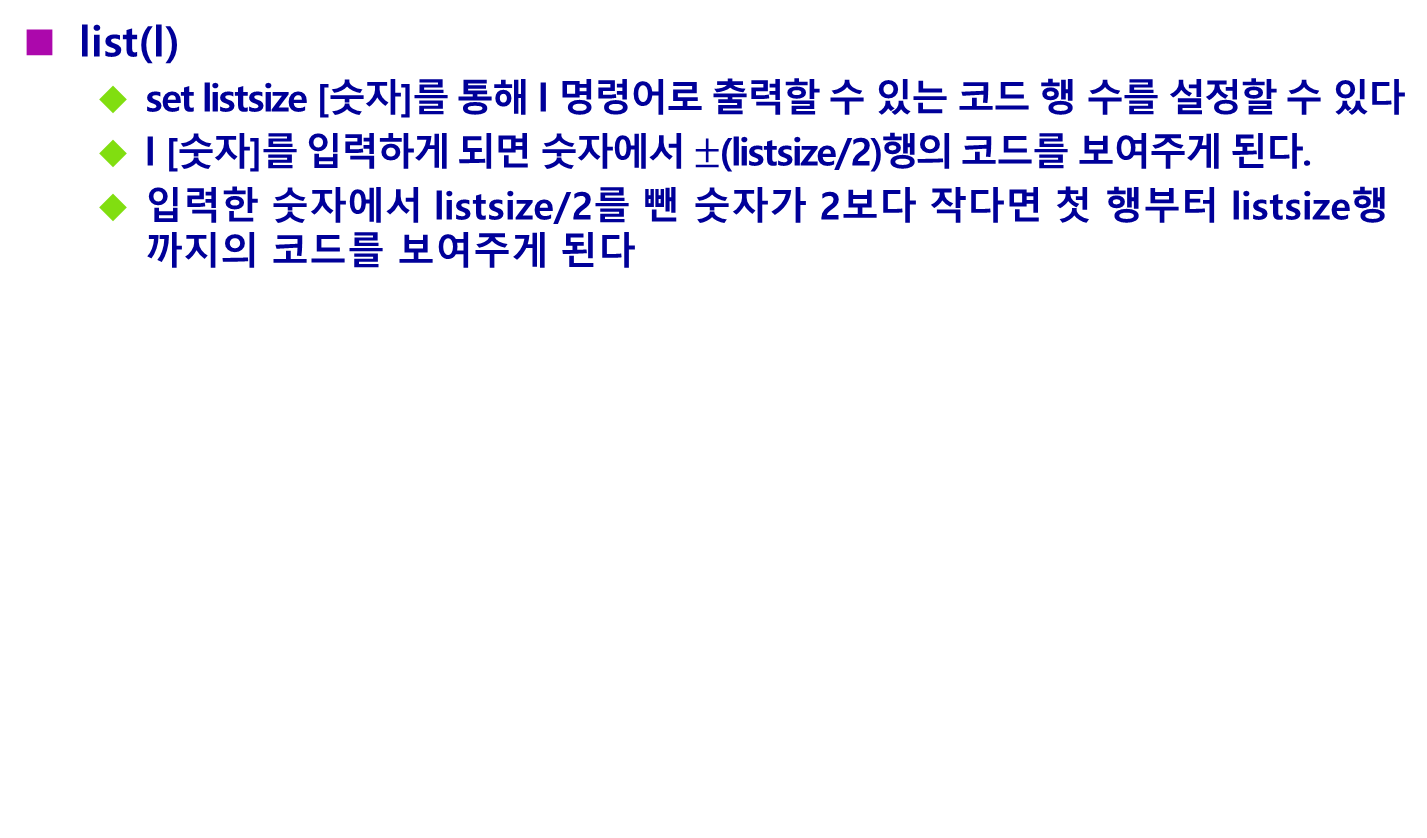 list(l)
set listsize [숫자]를 통해 l 명령어로 출력할 수 있는 코드 행 수를 설정할 수 있다
l [숫자]를 입력하게 되면 숫자에서 ±(listsize/2)행의 코드를 보여주게 된다.
입력한 숫자에서 listsize/2를 뺀 숫자가 2보다 작다면 첫 행부터 listsize행
까지의 코드를 보여주게 된다